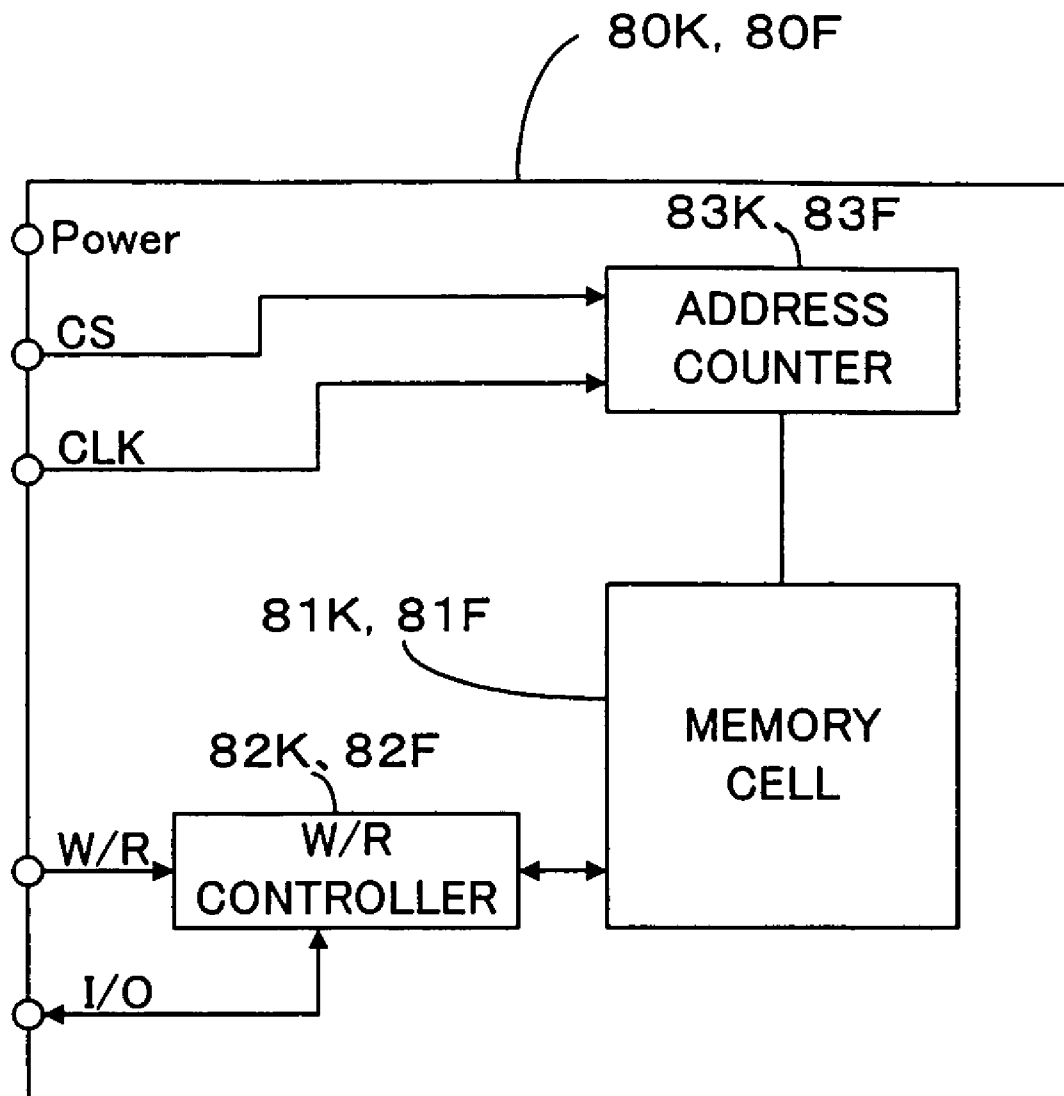 80K, 80F
Power
83K、83F
CS
ADDRESS
COUNTER
CLK
81K, 81F
MEMORY
CELL
82K、82F
W/R
W/R
CONTROLLER
I/O